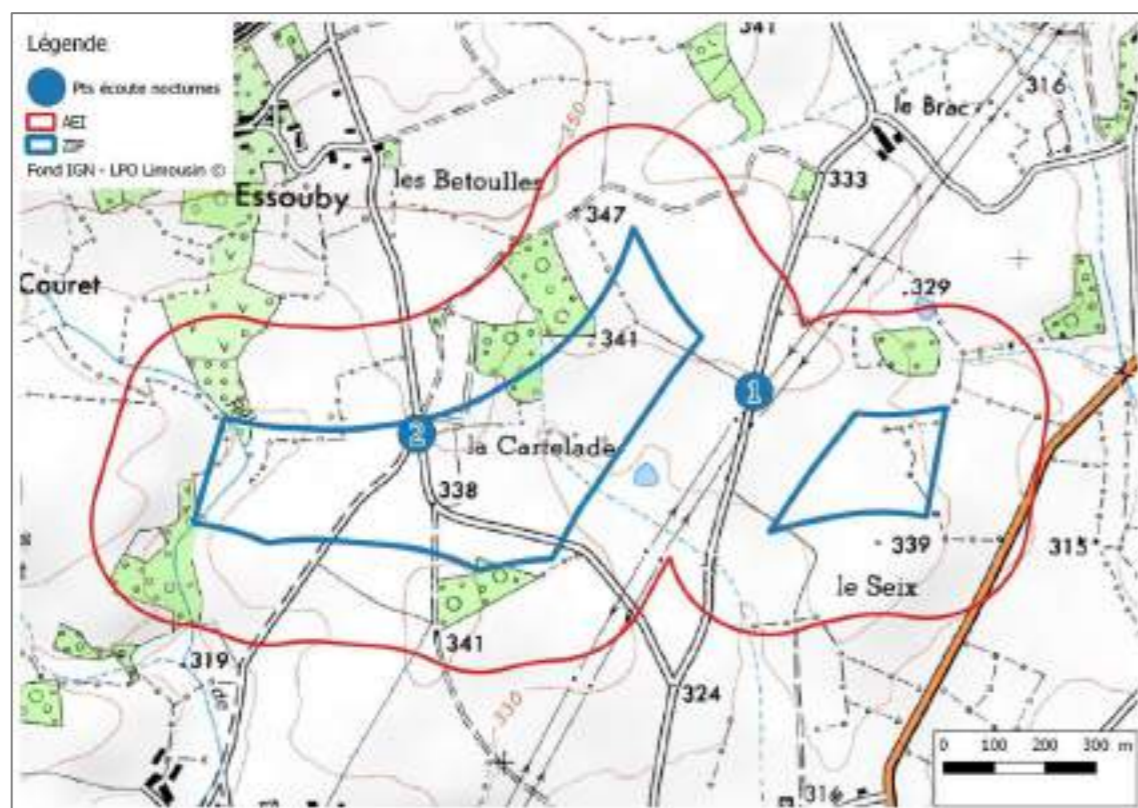 Légende
Pts écoute nocturnes
AEI
ZIP
Fond IGN - LPO Limousin ©
341
316
le Brac
350
les Betoulles
333
Essouby
347
Couret
329
341
1
2
la Cartelade
338
339
315
le Seix
319
341
de
330
324
0 100 200 300 m
316